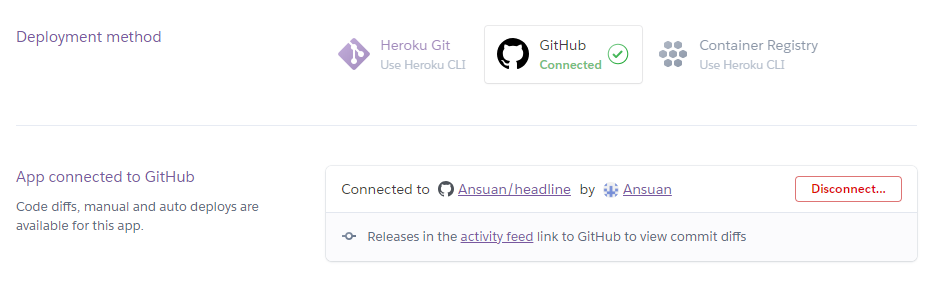 Deployment method
Heroku Git
Use Heroku CLI
GitHub
Connected
Container Registry
Use Heroku CLI
App connected to GitHub
Code diffs, manual and auto deploys are
available for this app.
Connected to Ansuan/headline by Ansuan
Disconnect...
Releases in the activity feed link to GitHub to view commit diffs